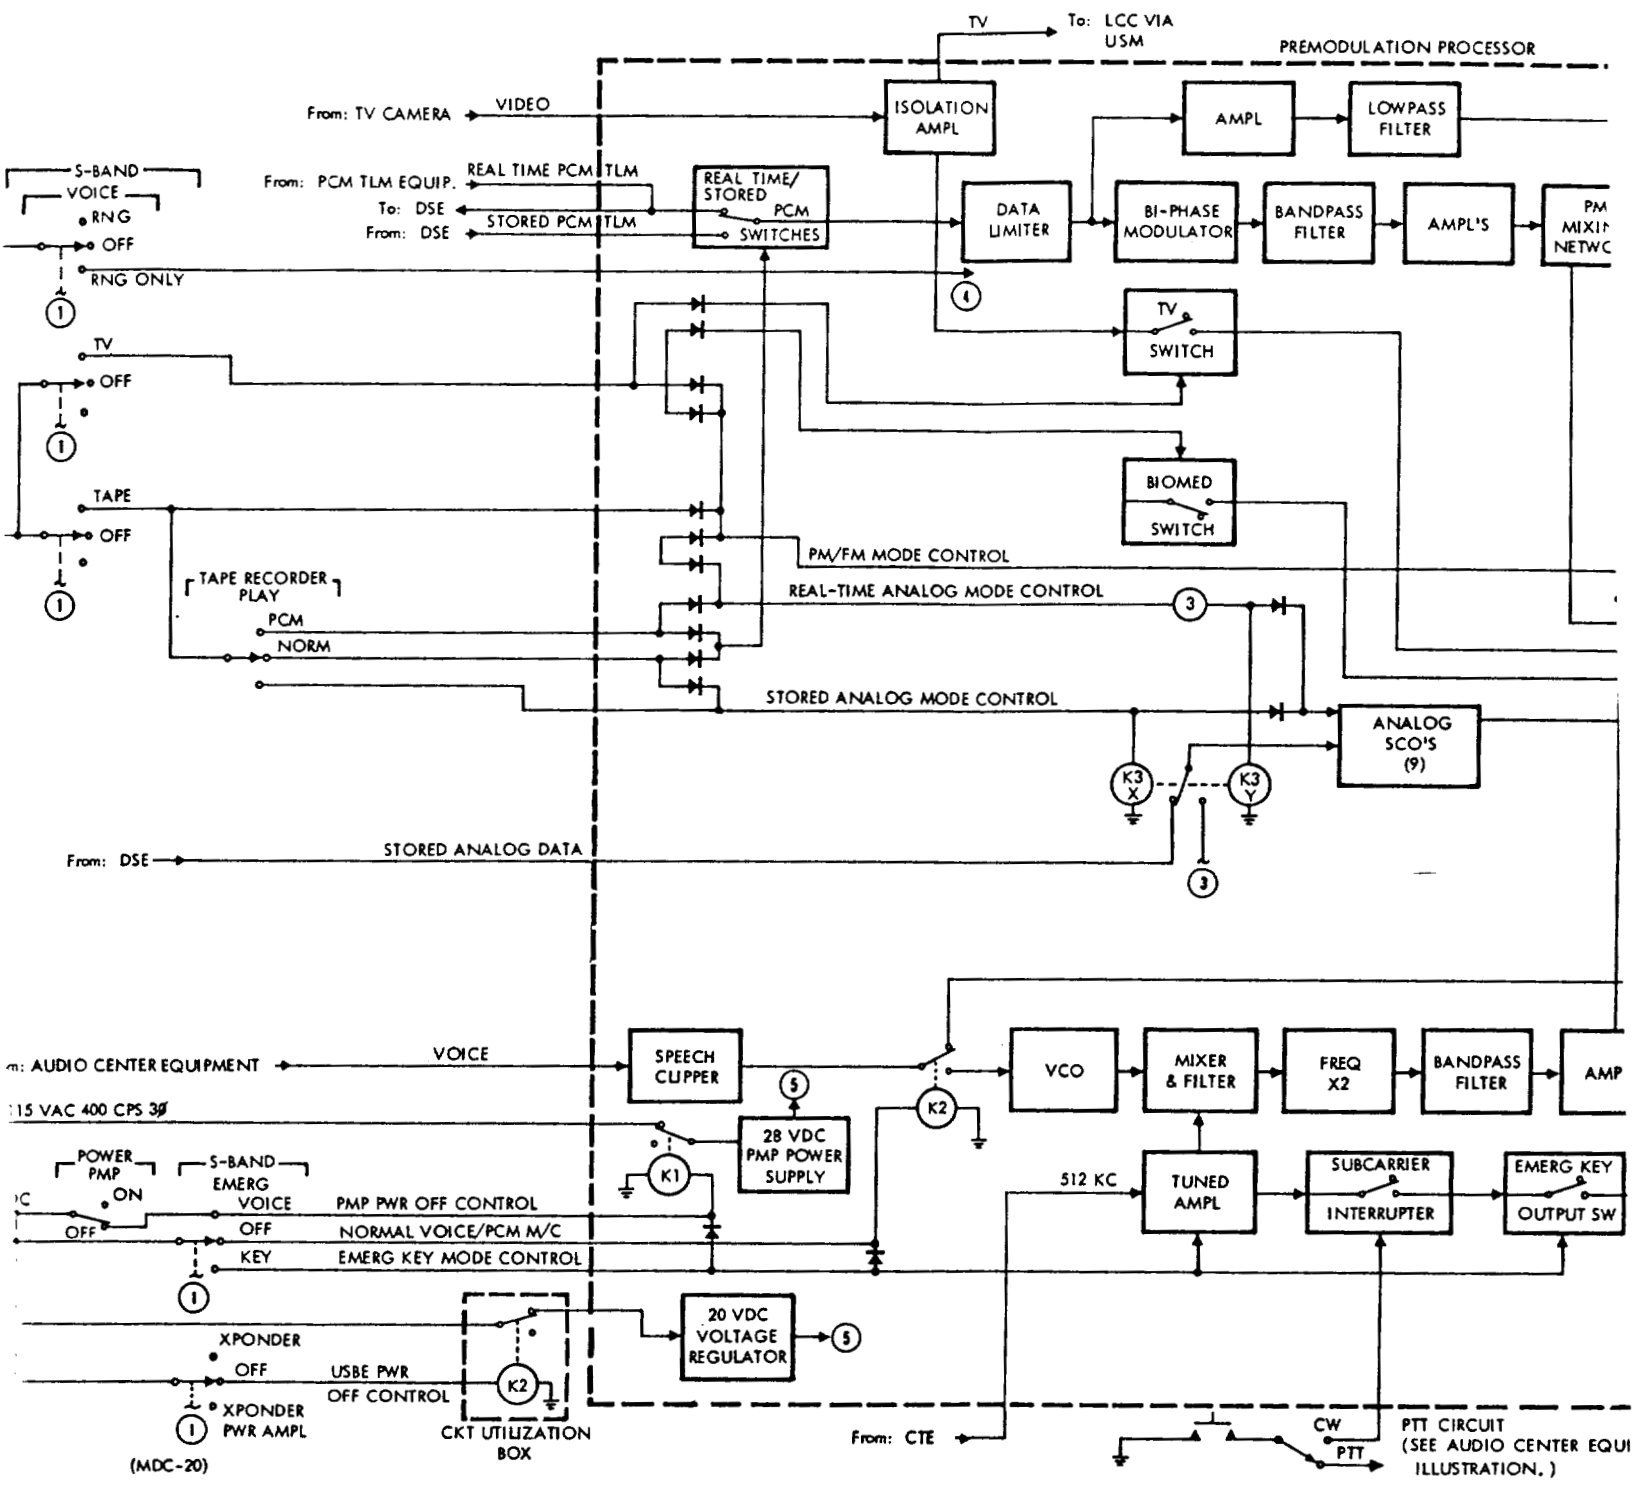 TV
To: LCC VIA
USM
PREMODULATION PROCESSOR
From: TV CAMERA
VIDEO
ISOLATION
AMPL
AMPL
LOWPASS
FILTER
S-BAND
VOICE
RNG
OFF
RNG ONLY
1
From: PCM TLM EQUIP.
REAL TIME PCM TLM
To: DSE
From: DSE
STORED PCM TLM
REAL TIME/
STORED
PCM
SWITCHES
DATA
LIMITER
BI-PHASE
MODULATOR
BANDPASS
FILTER
AMPL'S
PM
MIXIN
NETWO
4
TV
OFF
1
TV
SWITCH
TAPE
OFF
1
BIOMED
SWITCH
TAPE RECORDER
PLAY
PCM
NORM
PM/FM MODE CONTROL
REAL-TIME ANALOG MODE CONTROL
3
STORED ANALOG MODE CONTROL
ANALOG
SCO'S
(9)
K3
X
K3
Y
From: DSE
STORED ANALOG DATA
3
m: AUDIO CENTER EQUIPMENT
VOICE
SPEECH
CLIPPER
5
K2
VCO
MIXER
& FILTER
FREQ
X2
BANDPASS
FILTER
AMP
115 VAC 400 CPS 3Ø
K1
28 VDC
PMP POWER
SUPPLY
POWER
PMP
ON
OFF
S-BAND
EMERG
VOICE
PMP PWR OFF CONTROL
OFF
NORMAL VOICE/PCM M/C
KEY
EMERG KEY MODE CONTROL
1
512 KC
TUNED
AMPL
SUBCARRIER
INTERRUPTER
EMERG KEY
OUTPUT SW
20 VDC
VOLTAGE
REGULATOR
5
XPONDER
OFF
USBE PWR
OFF CONTROL
K2
1
XPONDER
PWR AMPL
(MDC-20)
CKT UTILIZATION
BOX
From: CTE
CW
PTT
PTT CIRCUIT
(SEE AUDIO CENTER EQUI
ILLUSTRATION.)